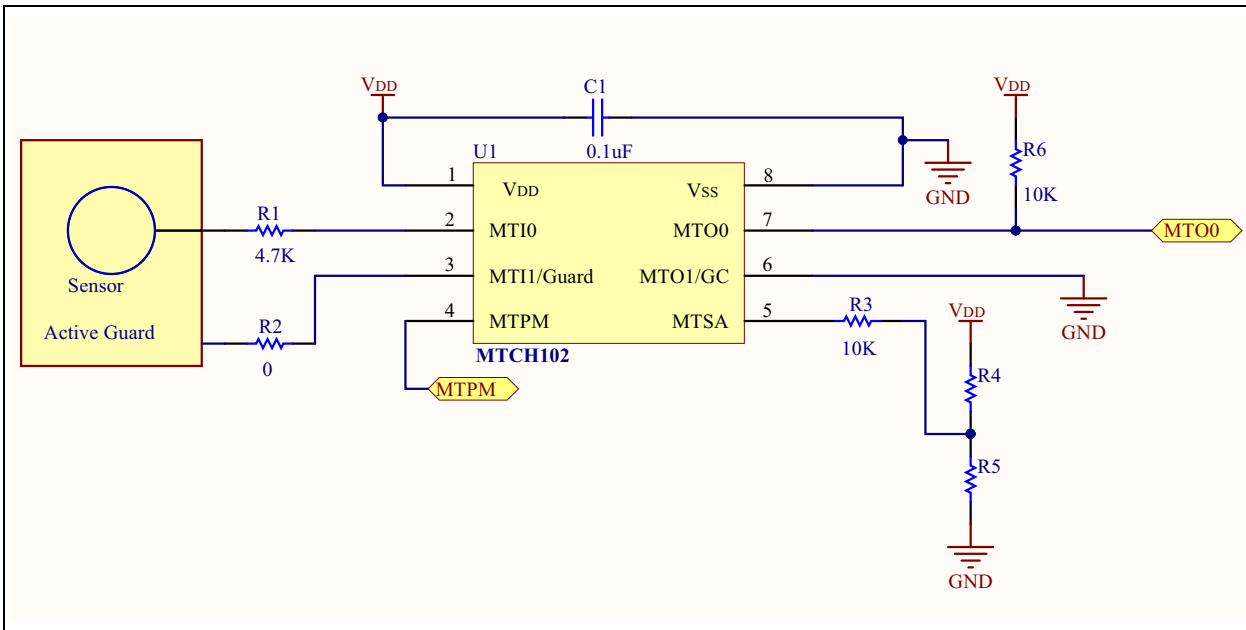 VDD
C1
0.1uF
VDD
R6
10K
GND
U1
1
VDD
VSS
8
R1
4.7K
2
MTI0
MTO0
7
MTO0
3
MTI1/Guard
MTO1/GC
6
GND
Sensor
Active Guard
R2
0
4
MTPM
MTSA
5
R3
10K
VDD
MTCH102
MTPM
R4
R5
GND